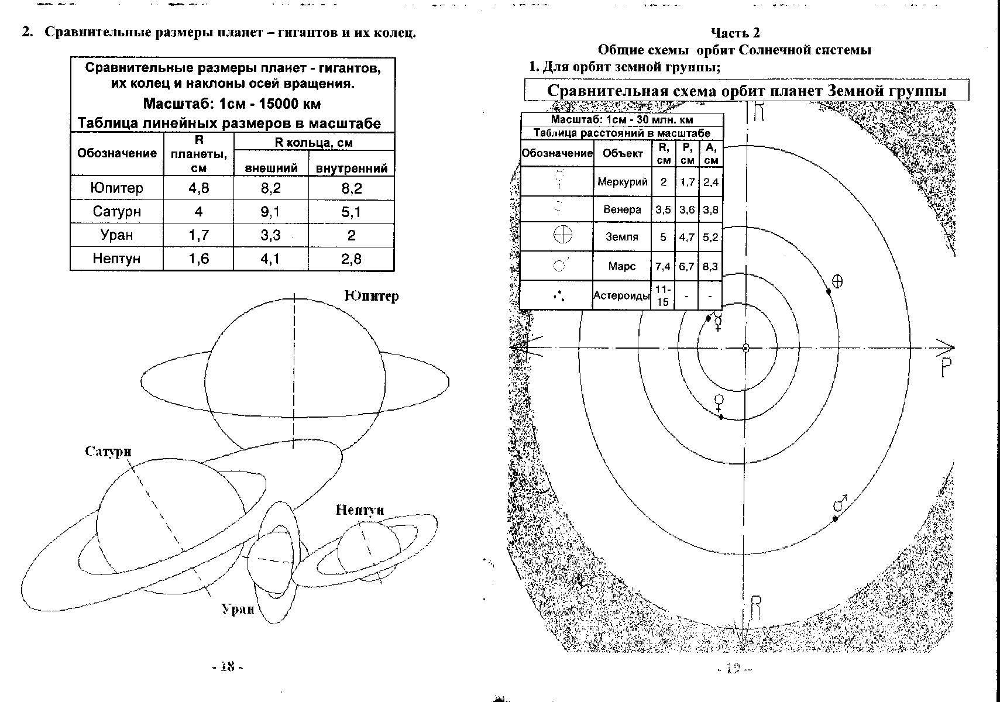 2. Сравнительные размеры планет – гигантов и их колец.
Сравнительные размеры планет - гигантов,
их колец и наклоны осей вращения.
Масштаб: 1см - 15000 км
Таблица линейных размеров в масштабе
Обозначение R планеты, см R кольца, см
внешний внутренний
Юпитер 4,8 8,2 8,2
Сатурн 4 9,1 5,1
Уран 1,7 3,3 2
Нептун 1,6 4,1 2,8
Юпитер
Сатурн
Нептун
Уран
- 18 -
Часть 2
Общие схемы орбит Солнечной системы
1. Для орбит земной группы;
Сравнительная схема орбит планет Земной группы
R
Масштаб: 1см - 30 млн. км
Таблица расстояний в масштабе
Обозначение Объект R, см P, см A, см
Меркурий 2 1,7 2,4
Венера 3,5 3,6 3,8
Земля 5 4,7 5,2
Марс 7,4 6,7 8,3
Астероиды 11-15 - -
P
R
- 19 –